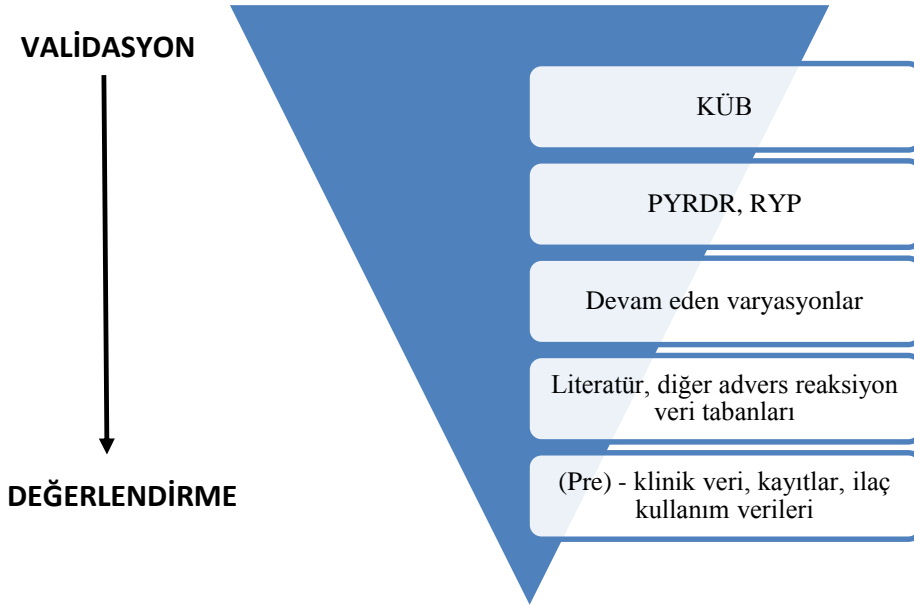 VALİDASYON
KÜB
PYRDR, RYP
Devam eden varyasyonlar
Literatür, diğer advers reaksiyon
veri tabanları
DEĞERLENDİRME
(Pre) - klinik veri, kayıtlar, ilaç
kullanım verileri